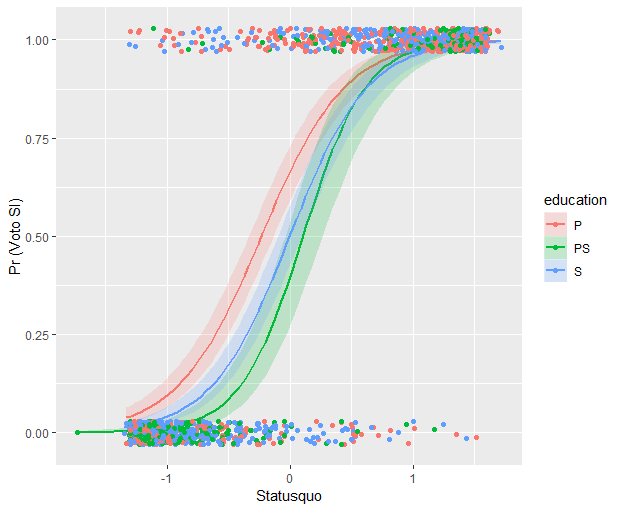 1.00
0.75
0.50
0.25
0.00
Pr (Voto SI)
-1
0
1
Statusquo
education
P
PS
S